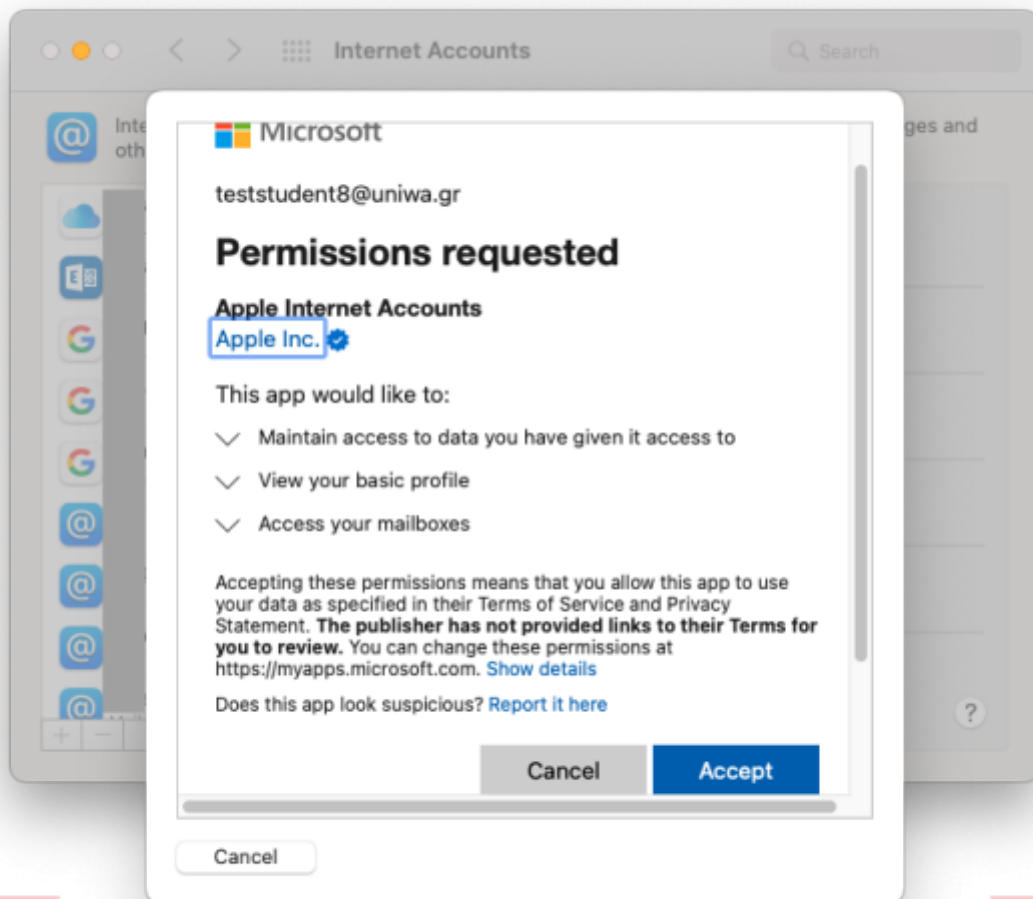 Internet Accounts
Search
Inte
ges and
oth
Microsoft
teststudent8@uniwa.gr
Permissions requested
Apple Internet Accounts
Apple Inc.
This app would like to:
Maintain access to data you have given it access to
View your basic profile
Access your mailboxes
Accepting these permissions means that you allow this app to use
your data as specified in their Terms of Service and Privacy
Statement. The publisher has not provided links to their Terms for
you to review. You can change these permissions at
https://myapps.microsoft.com. Show details
Does this app look suspicious? Report it here
?
Cancel
Accept
Cancel